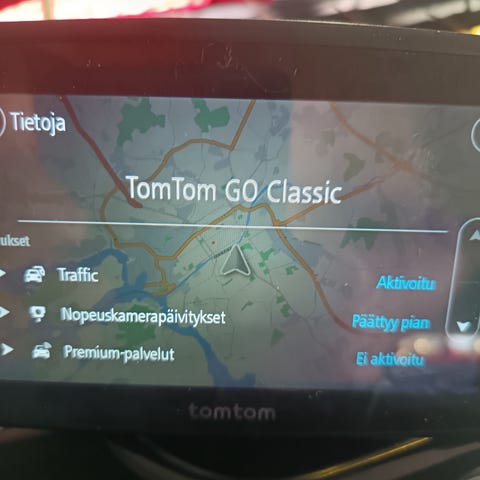 Tietoja
TomTom GO Classic
ukset
Traffic Aktivoitu
Nopeuskamerapäivitykset Päättyy pian
Premium-palvelut Ei aktivoitu
tomtom